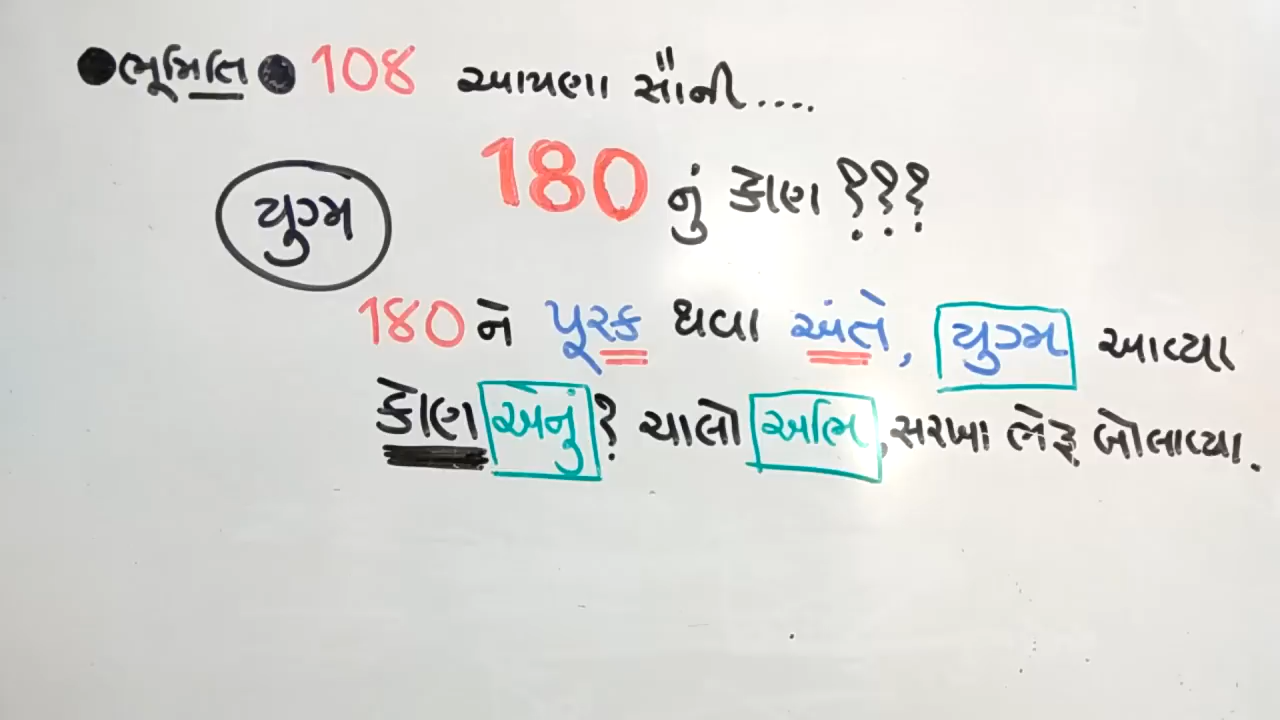 ●ભૂમિતિ● 108 આપણા સૌની....
180 નું કોણ ???
યુગ્મ
180 ને પૂરક થવા અંતે, યુગ્મ આવ્યા
કોણ એનું? ચાલો અભિ, સરખા ભેરૂ બોલાવ્યા.